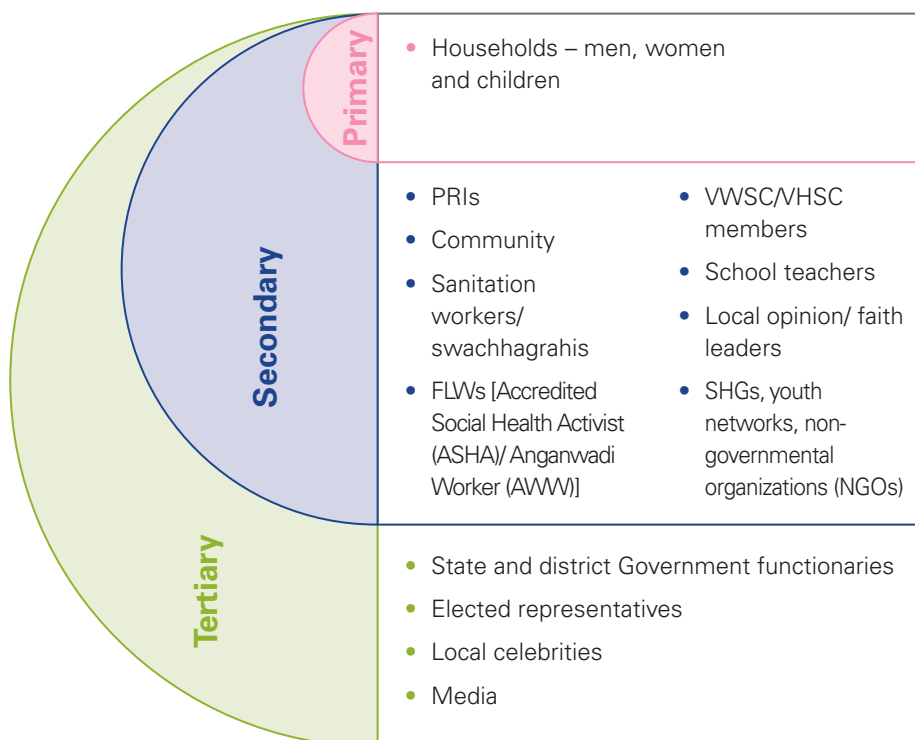 Primary
• Households – men, women
and children
Secondary
• PRIs
• Community
• Sanitation
workers/
swachhagrahis
• FLWs [Accredited
Social Health Activist
(ASHA)/ Anganwadi
Worker (AWW)]
• VWSC/VHSC
members
• School teachers
• Local opinion/ faith
leaders
• SHGs, youth
networks, non-
governmental
organizations (NGOs)
Tertiary
• State and district Government functionaries
• Elected representatives
• Local celebrities
• Media